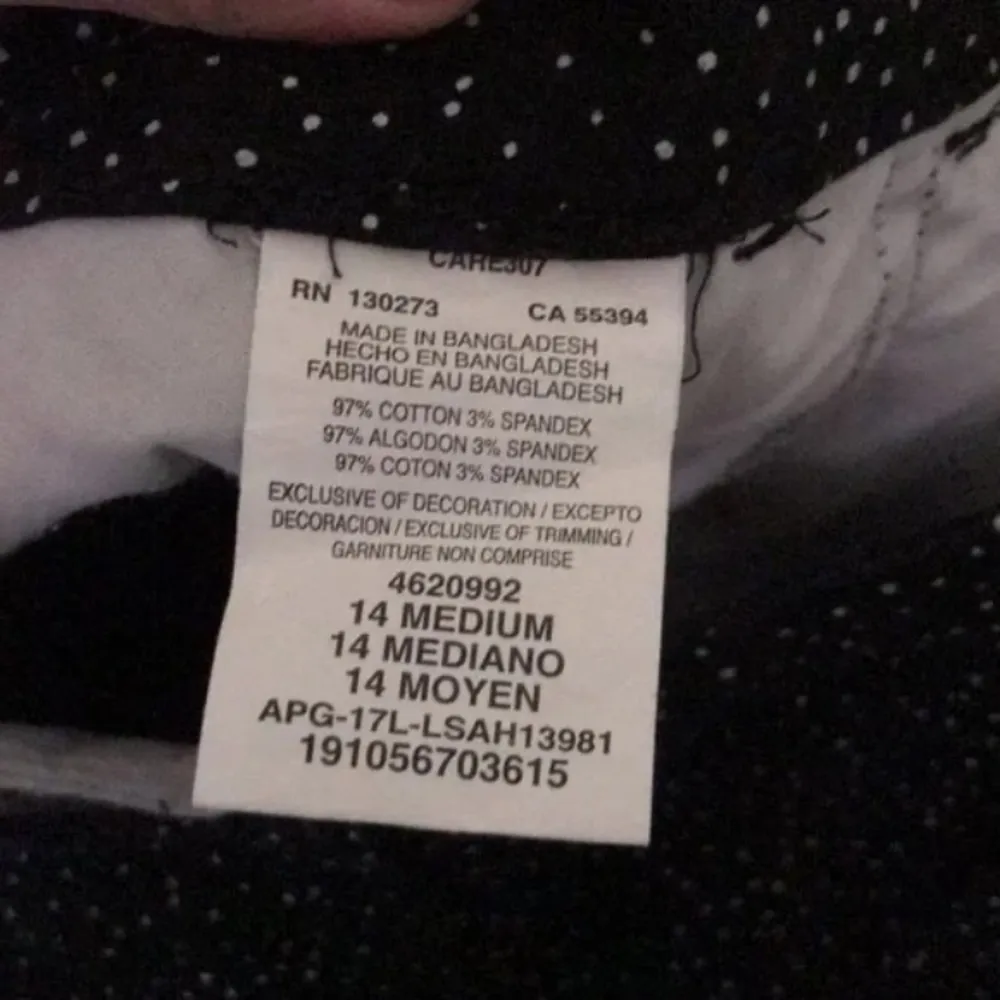 CARE307
RN 130273 CA 55394
MADE IN BANGLADESH
HECHO EN BANGLADESH
FABRIQUE AU BANGLADESH
97% COTTON 3% SPANDEX
97% ALGODON 3% SPANDEX
97% COTON 3% SPANDEX
EXCLUSIVE OF DECORATION / EXCEPTO
DECORACION / EXCLUSIVE OF TRIMMING /
GARNITURE NON COMPRISE
4620992
14 MEDIUM
14 MEDIANO
14 MOYEN
APG-17L-LSAH13981
191056703615